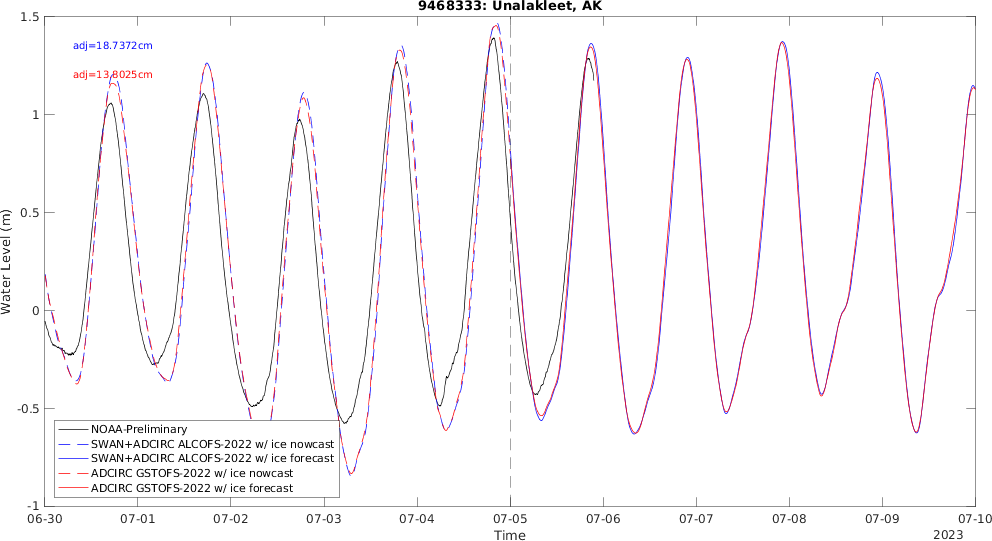 9468333: Unalakleet, AK
1.5
adj=18.7372cm
adj=13.8025cm
1
0.5
0
-0.5
-1
Water Level (m)
NOAA-Preliminary
SWAN+ADCIRC ALCOFS-2022 w/ ice nowcast
SWAN+ADCIRC ALCOFS-2022 w/ ice forecast
ADCIRC GSTOFS-2022 w/ ice nowcast
ADCIRC GSTOFS-2022 w/ ice forecast
06-30 07-01 07-02 07-03 07-04 07-05 07-06 07-07 07-08 07-09 07-10
Time
2023